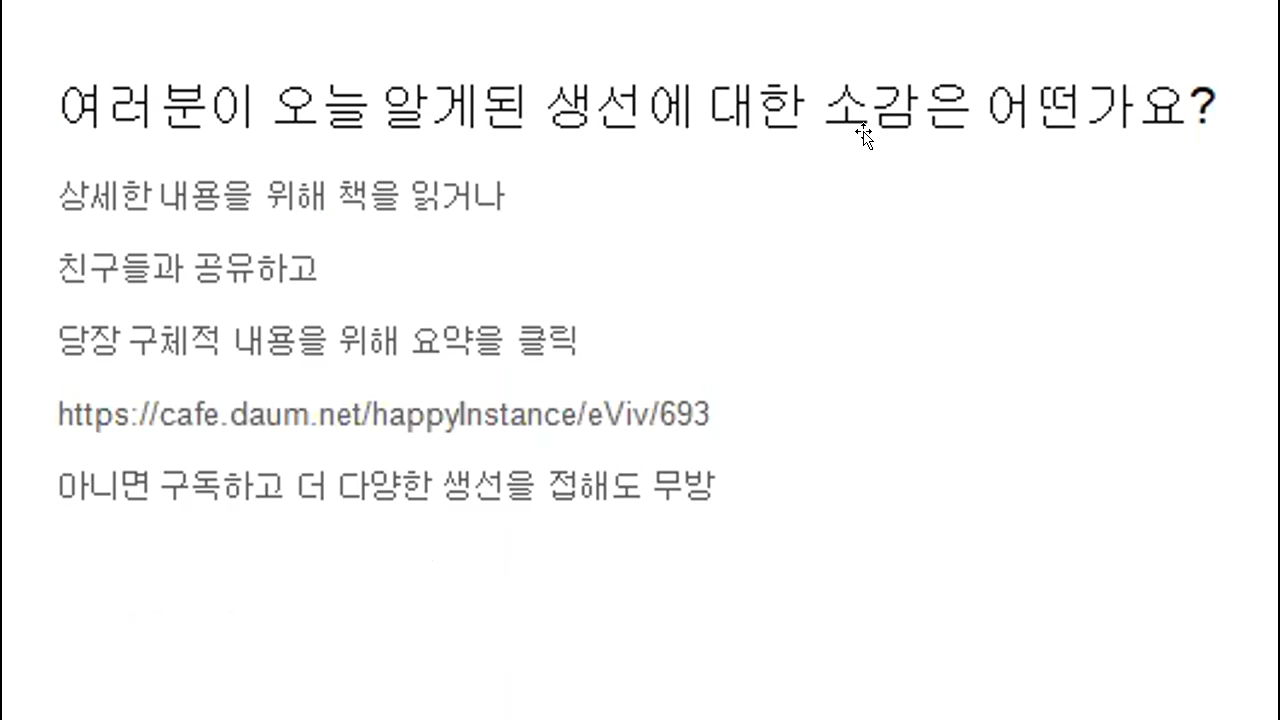 여러분이 오늘 알게된 생선에 대한 소감은 어떤가요?
상세한 내용을 위해 책을 읽거나
친구들과 공유하고
당장 구체적 내용을 위해 요약을 클릭
https://cafe.daum.net/happyInstance/eViv/693
아니면 구독하고 더 다양한 생선을 접해도 무방